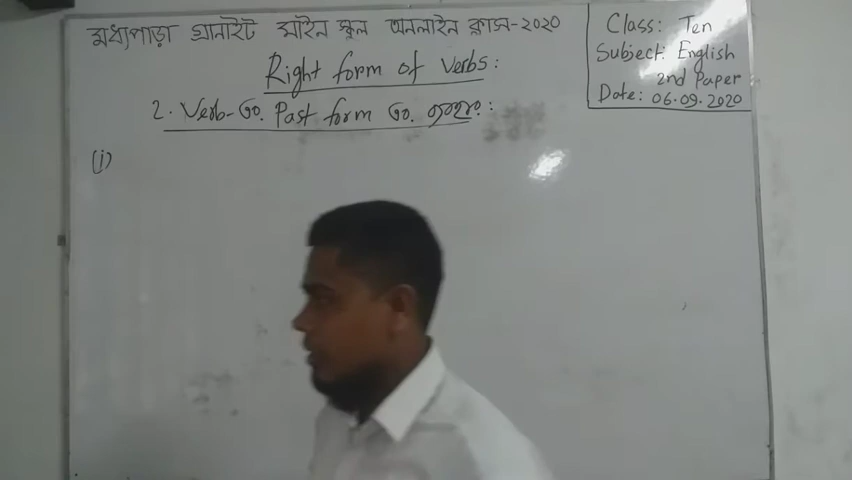 মধ্যপাড়া গ্রানাইট মাইন স্কুল অনলাইন ক্লাস-২০২০
Right form of Verbs:
2. Verb-এর Past form এর ব্যবহার:
(i)
Class: Ten
Subject: English
2nd Paper
Date: 06.09.2020